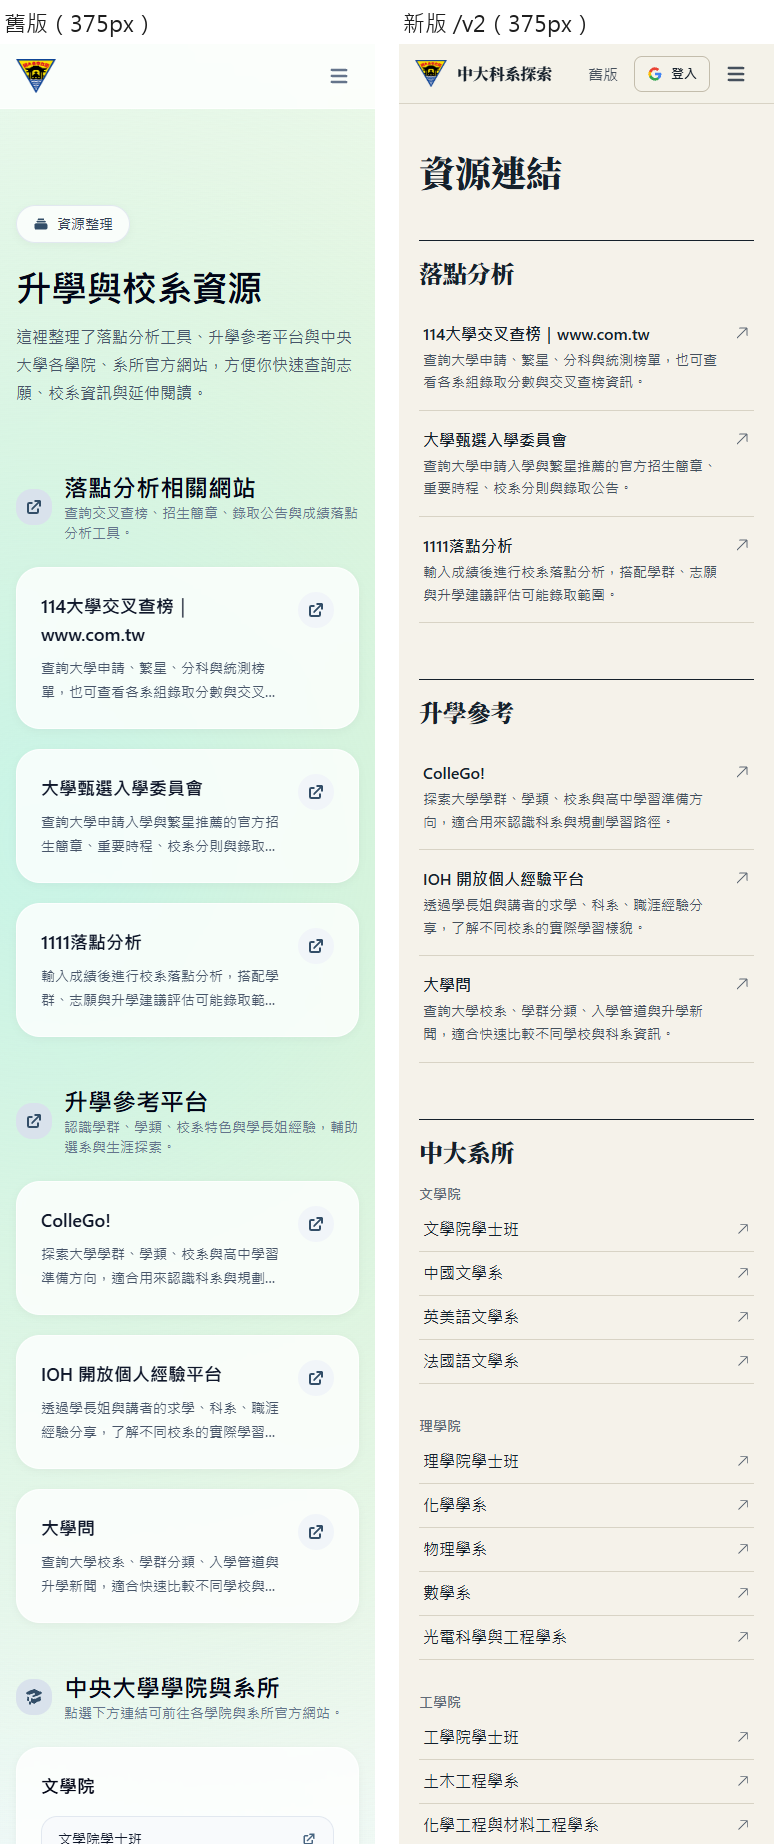 舊版（375px）
資源整理
升學與校系資源
這裡整理了落點分析工具、升學參考平台與中央
大學各學院、系所官方網站，方便你快速查詢志
願、校系資訊與延伸閱讀。
落點分析相關網站
查詢交叉查榜、招生簡章、錄取公告與成績落點
分析工具。
114大學交叉查榜｜
www.com.tw
查詢大學申請、繁星、分科與統測榜
單，也可查看各系組錄取分數與交叉...
大學甄選入學委員會
查詢大學申請入學與繁星推薦的官方招
生簡章、重要時程、校系分則與錄取...
1111落點分析
輸入成績後進行校系落點分析，搭配學
群、志願與升學建議評估可能錄取範...
升學參考平台
認識學群、學類、校系特色與學長姐經驗，輔助
選系與生涯探索。
ColleGo!
探索大學學群、學類、校系與高中學習
準備方向，適合用來認識科系與規劃...
IOH 開放個人經驗平台
透過學長姐與講者的求學、科系、職涯
經驗分享，了解不同校系的實際學習...
大學問
查詢大學校系、學群分類、入學管道與
升學新聞，適合快速比較不同學校與...
中央大學學院與系所
點選下方連結可前往各學院與系所官方網站。
文學院
文學院學士班
新版 /v2（375px）
中大科系探索
舊版
登入
資源連結
落點分析
114大學交叉查榜｜www.com.tw
查詢大學申請、繁星、分科與統測榜單，也可查
看各系組錄取分數與交叉查榜資訊。
大學甄選入學委員會
查詢大學申請入學與繁星推薦的官方招生簡章、
重要時程、校系分則與錄取公告。
1111落點分析
輸入成績後進行校系落點分析，搭配學群、志願
與升學建議評估可能錄取範圍。
升學參考
ColleGo!
探索大學學群、學類、校系與高中學習準備方
向，適合用來認識科系與規劃學習路徑。
IOH 開放個人經驗平台
透過學長姐與講者的求學、科系、職涯經驗分
享，了解不同校系的實際學習樣貌。
大學問
查詢大學校系、學群分類、入學管道與升學新
聞，適合快速比較不同學校與科系資訊。
中大系所
文學院
文學院學士班
中國文學系
英美語文學系
法國語文學系
理學院
理學院學士班
化學學系
物理學系
數學系
光電科學與工程學系
工學院
工學院學士班
土木工程學系
化學工程與材料工程學系